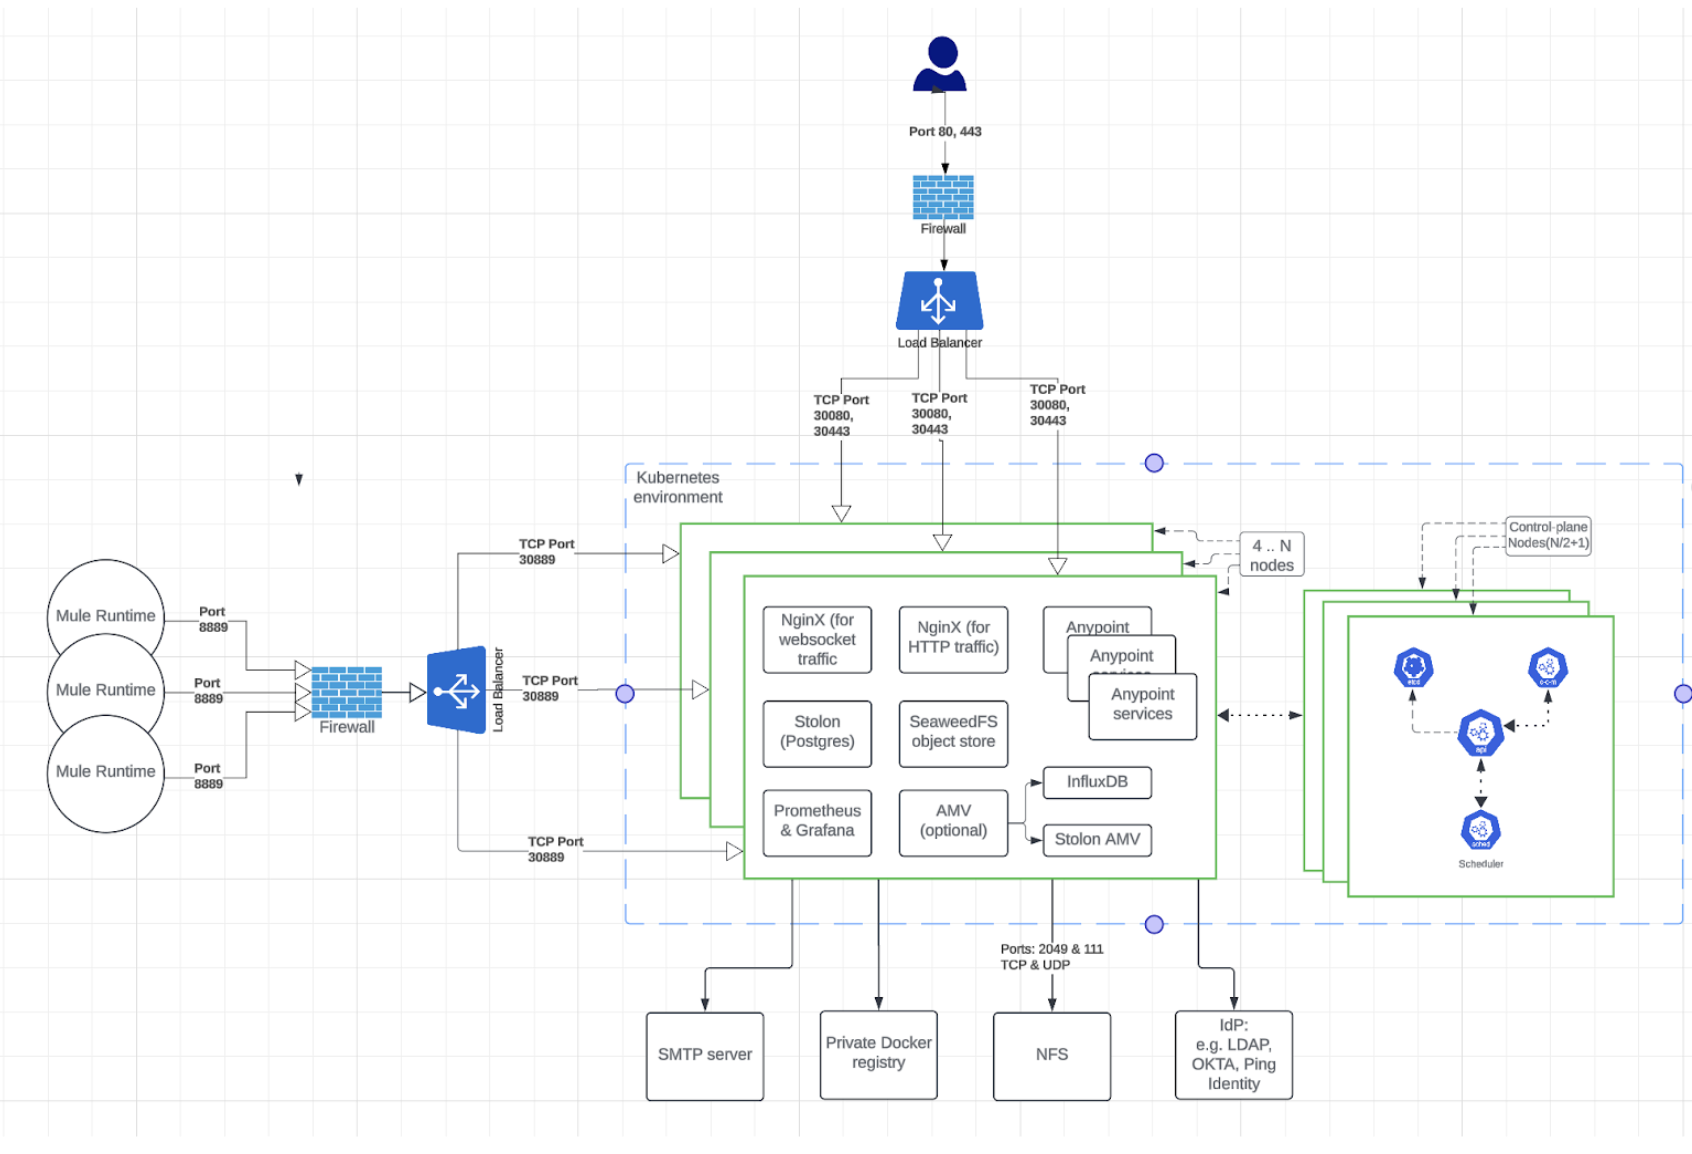 Port 80, 443
Firewall
Load Balancer
TCP Port
30080,
30443
TCP Port
30080,
30443
TCP Port
30080,
30443
Kubernetes
environment
4 .. N
nodes
Control-plane
Nodes(N/2+1)
Mule Runtime
Mule Runtime
Mule Runtime
Port
8889
Port
8889
Port
8889
Firewall
Load Balancer
TCP Port
30889
TCP Port
30889
TCP Port
30889
NginX (for
websocket
traffic
NginX (for
HTTP traffic)
Anypoint
Anypoint
services
Anypoint
services
Stolon
(Postgres)
SeaweedFS
object store
Prometheus
& Grafana
AMV
(optional)
InfluxDB
Stolon AMV
etcd
c-c-m
api
sched
Scheduler
Ports: 2049 & 111
TCP & UDP
SMTP server
Private Docker
registry
NFS
IdP:
e.g. LDAP,
OKTA, Ping
Identity